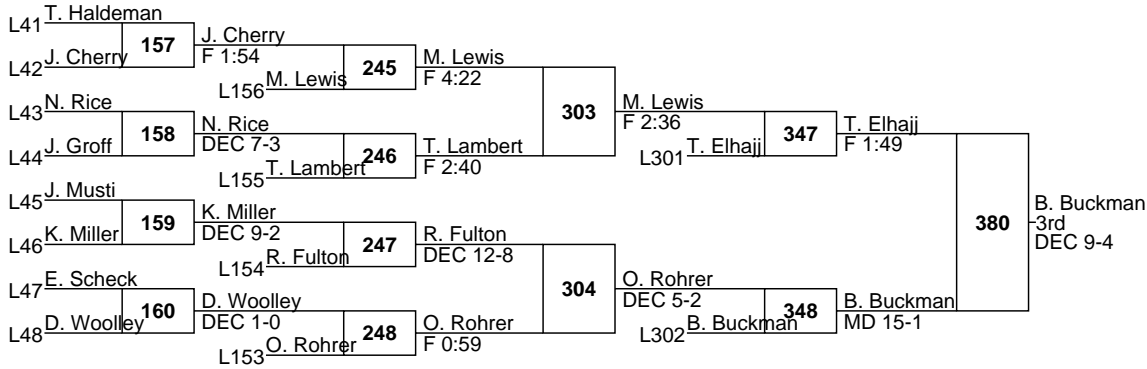 L41 T. Haldeman
157
J. Cherry
F 1:54
L42 J. Cherry
245
M. Lewis
F 4:22
L156 M. Lewis
L43 N. Rice
158
N. Rice
DEC 7-3
L44 J. Groff
246
T. Lambert
F 2:40
L155 T. Lambert
303
M. Lewis
F 2:36
347
T. Elhajj
F 1:49
L301 T. Elhajj
L45 J. Musti
159
K. Miller
DEC 9-2
L46 K. Miller
247
R. Fulton
DEC 12-8
L154 R. Fulton
L47 E. Scheck
160
D. Woolley
DEC 1-0
L48 D. Woolley
248
O. Rohrer
F 0:59
L153 O. Rohrer
304
O. Rohrer
DEC 5-2
348
B. Buckman
MD 15-1
L302 B. Buckman
380
B. Buckman
3rd
DEC 9-4